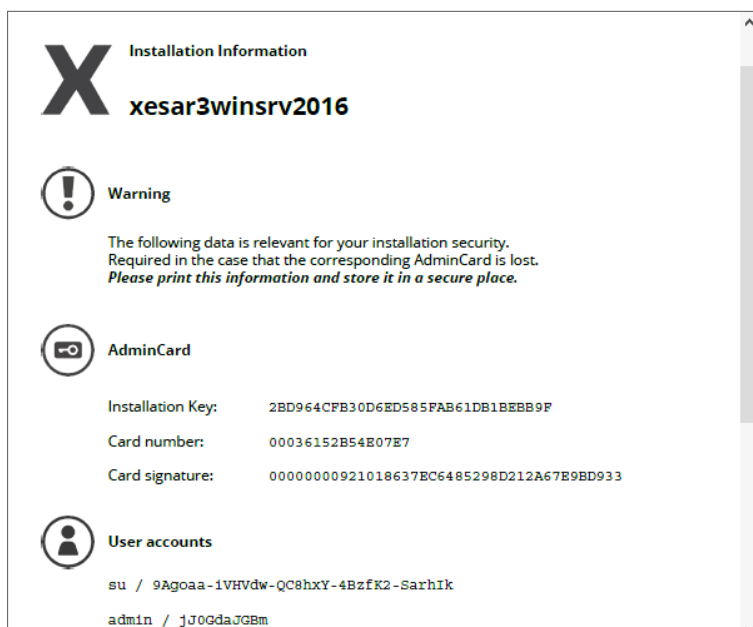 X
Installation Information
xesar3winsrv2016
Warning
The following data is relevant for your installation security.
Required in the case that the corresponding AdminCard is lost.
Please print this information and store it in a secure place.
AdminCard
Installation Key: 2BD964CFB30D6ED585FAB61DB1BEBB9F
Card number: 00036152B54E07E7
Card signature: 00000000921018637EC6485298D212A67E9BD933
User accounts
su / 9Agoaa-iVHVdw-QC8hxY-4BzfK2-SarhIk
admin / jJ0GdaJGBm